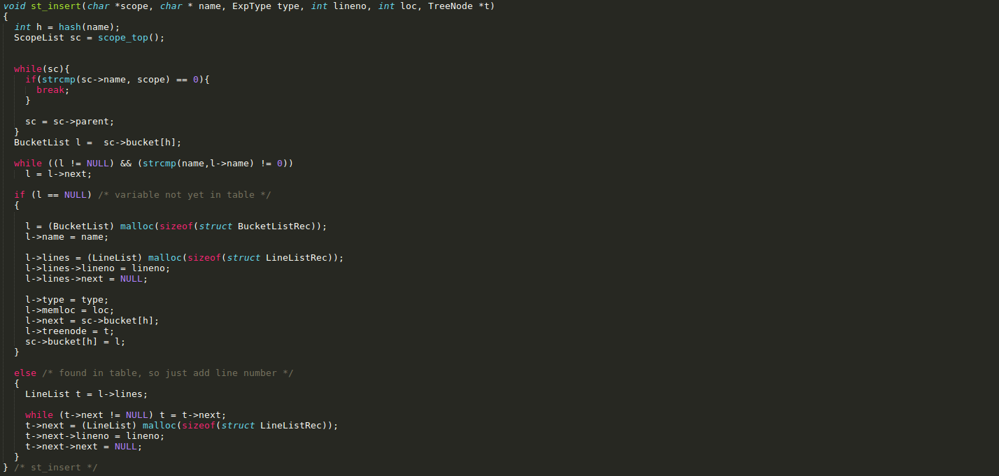 void st_insert(char *scope, char * name, ExpType type, int lineno, int loc, TreeNode *t)
{
  int h = hash(name);
  ScopeList sc = scope_top();


  while(sc){
    if(strcmp(sc->name, scope) == 0){
      break;
    }

    sc = sc->parent;
  }
  BucketList l =  sc->bucket[h];

  while ((l != NULL) && (strcmp(name,l->name) != 0))
    l = l->next;

  if (l == NULL) /* variable not yet in table */
  {

    l = (BucketList) malloc(sizeof(struct BucketListRec));
    l->name = name;

    l->lines = (LineList) malloc(sizeof(struct LineListRec));
    l->lines->lineno = lineno;
    l->lines->next = NULL;

    l->type = type;
    l->memloc = loc;
    l->next = sc->bucket[h];
    l->treenode = t;
    sc->bucket[h] = l;
  }

  else /* found in table, so just add line number */
  {
    LineList t = l->lines;

    while (t->next != NULL) t = t->next;
    t->next = (LineList) malloc(sizeof(struct LineListRec));
    t->next->lineno = lineno;
    t->next->next = NULL;
  }
} /* st_insert */